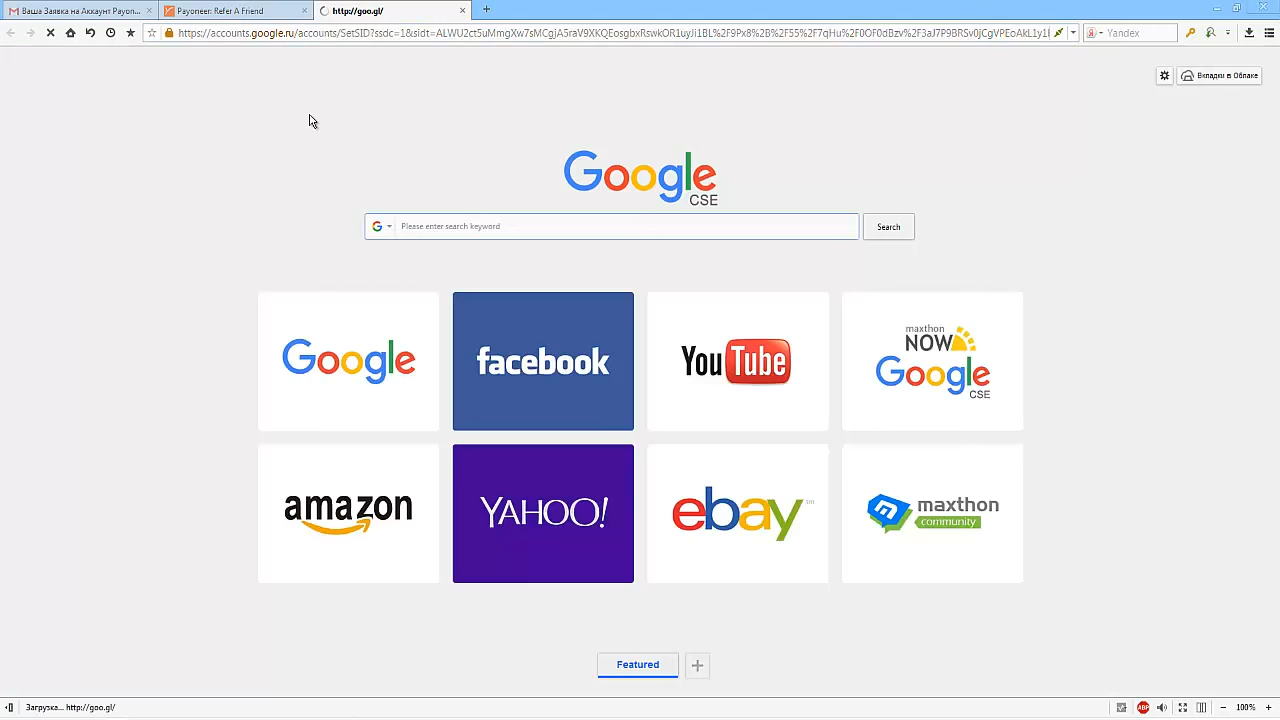 Ваша Заявка на Аккаунт Payon...
Payoneer: Refer A Friend
http://goo.gl/
Yandex
Вкладки в Облаке
Google
CSE
Please enter search keyword
Search
Google
facebook
YouTube
maxthon
NOW
Google
CSE
amazon
YAHOO!
ebay™
maxthon
community
Featured
Загрузка... http://goo.gl/
ABP
100%